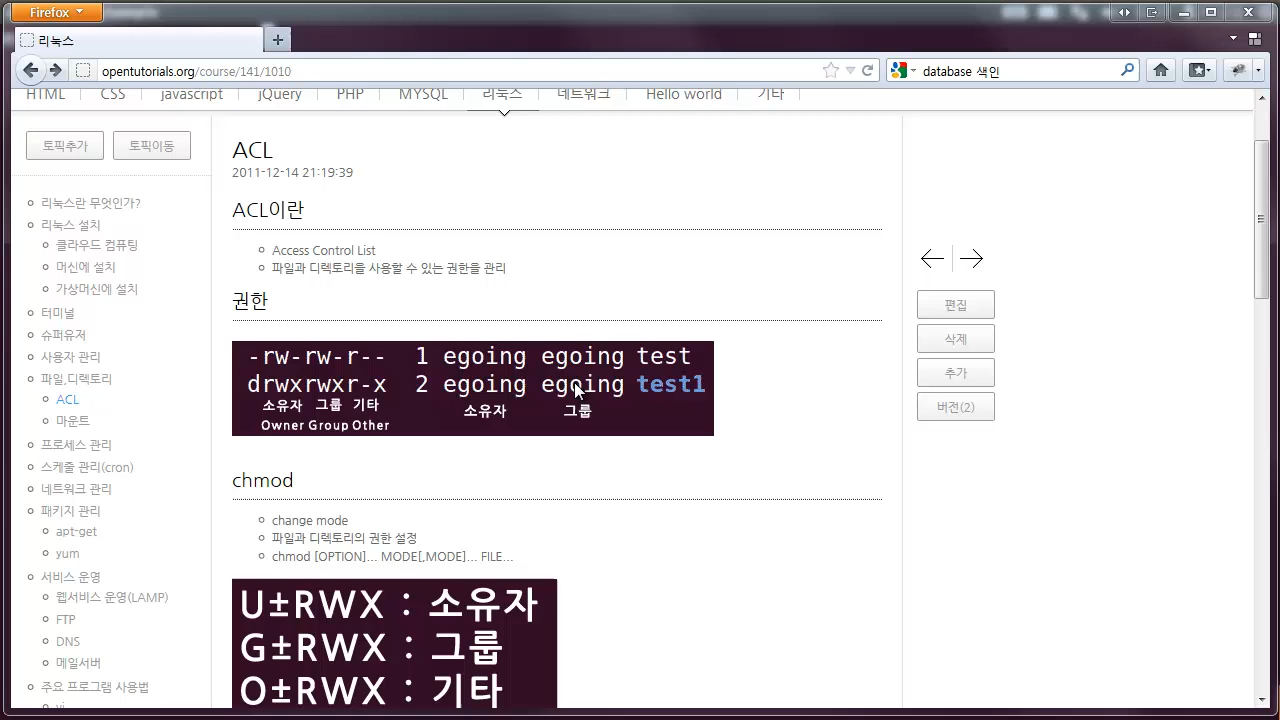 Firefox
리눅스
opentutorials.org/course/141/1010
database 색인
HTML CSS javascript jQuery PHP MYSQL 리눅스 네트워크 Hello world 기타
토픽추가 토픽이동
리눅스란 무엇인가?
리눅스 설치
클라우드 컴퓨팅
머신에 설치
가상머신에 설치
터미널
슈퍼유저
사용자 관리
파일,디렉토리
ACL
마운트
프로세스 관리
스케줄 관리(cron)
네트워크 관리
패키지 관리
apt-get
yum
서비스 운영
웹서비스 운영(LAMP)
FTP
DNS
메일서버
주요 프로그램 사용법
vi
ACL
2011-12-14 21:19:39
ACL이란
Access Control List
파일과 디렉토리을 사용할 수 있는 권한을 관리
권한
-rw-rw-r-- 1 egoing egoing test
drwxrwxr-x 2 egoing egoing test1
소유자 그룹 기타 소유자 그룹
Owner Group Other
chmod
change mode
파일과 디렉토리의 권한 설정
chmod [OPTION]... MODE[,MODE]... FILE...
U±RWX : 소유자
G±RWX : 그룹
O±RWX : 기타
편집
삭제
추가
버전(2)